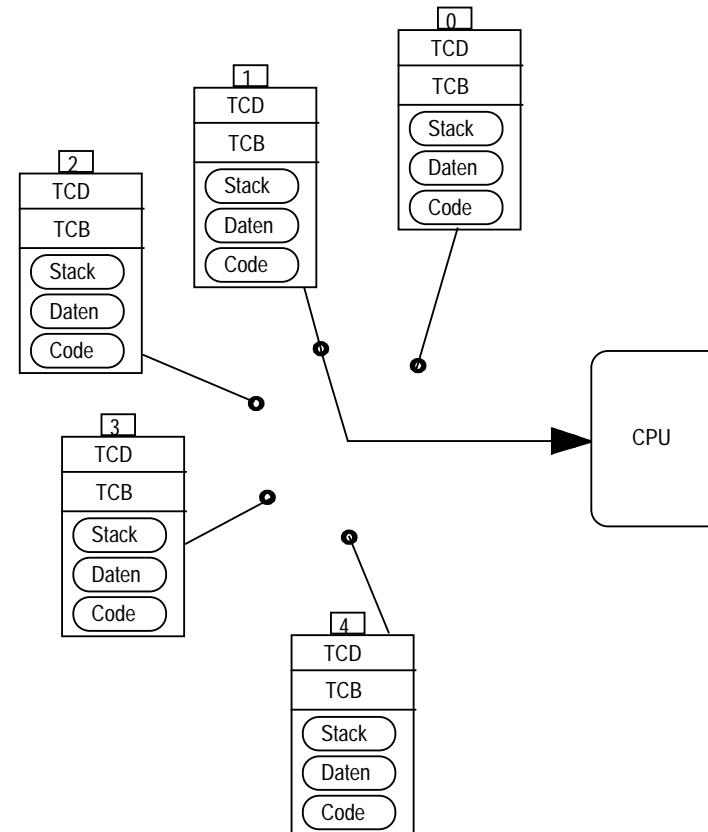 0
TCD
TCB
Stack
Daten
Code
1
TCD
TCB
Stack
Daten
Code
2
TCD
TCB
Stack
Daten
Code
3
TCD
TCB
Stack
Daten
Code
4
TCD
TCB
Stack
Daten
Code
CPU